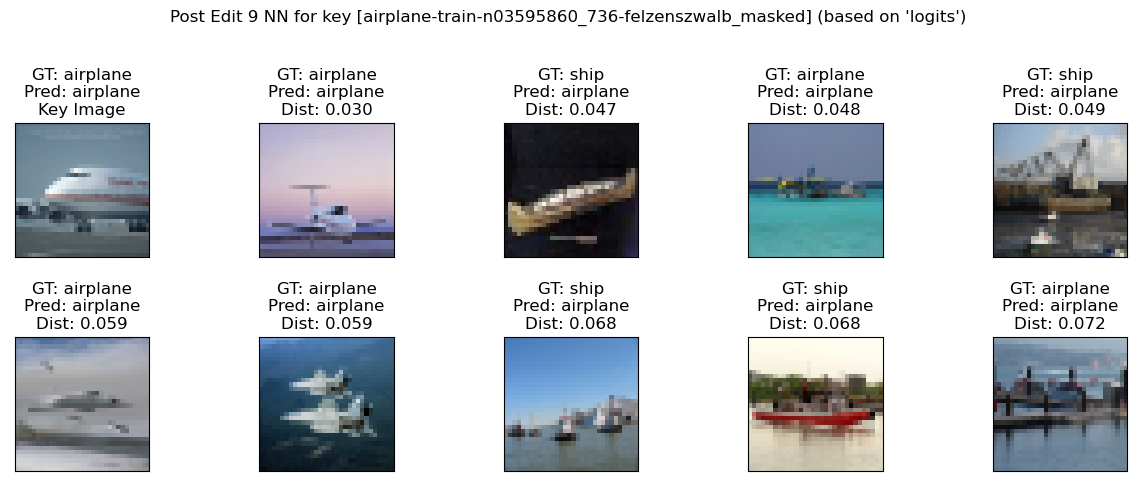 Post Edit 9 NN for key [airplane-train-n03595860_736-felzenszwalb_masked] (based on 'logits')
GT: airplane
Pred: airplane
Key Image
GT: airplane
Pred: airplane
Dist: 0.030
GT: ship
Pred: airplane
Dist: 0.047
GT: airplane
Pred: airplane
Dist: 0.048
GT: ship
Pred: airplane
Dist: 0.049
GT: airplane
Pred: airplane
Dist: 0.059
GT: airplane
Pred: airplane
Dist: 0.059
GT: ship
Pred: airplane
Dist: 0.068
GT: ship
Pred: airplane
Dist: 0.068
GT: airplane
Pred: airplane
Dist: 0.072